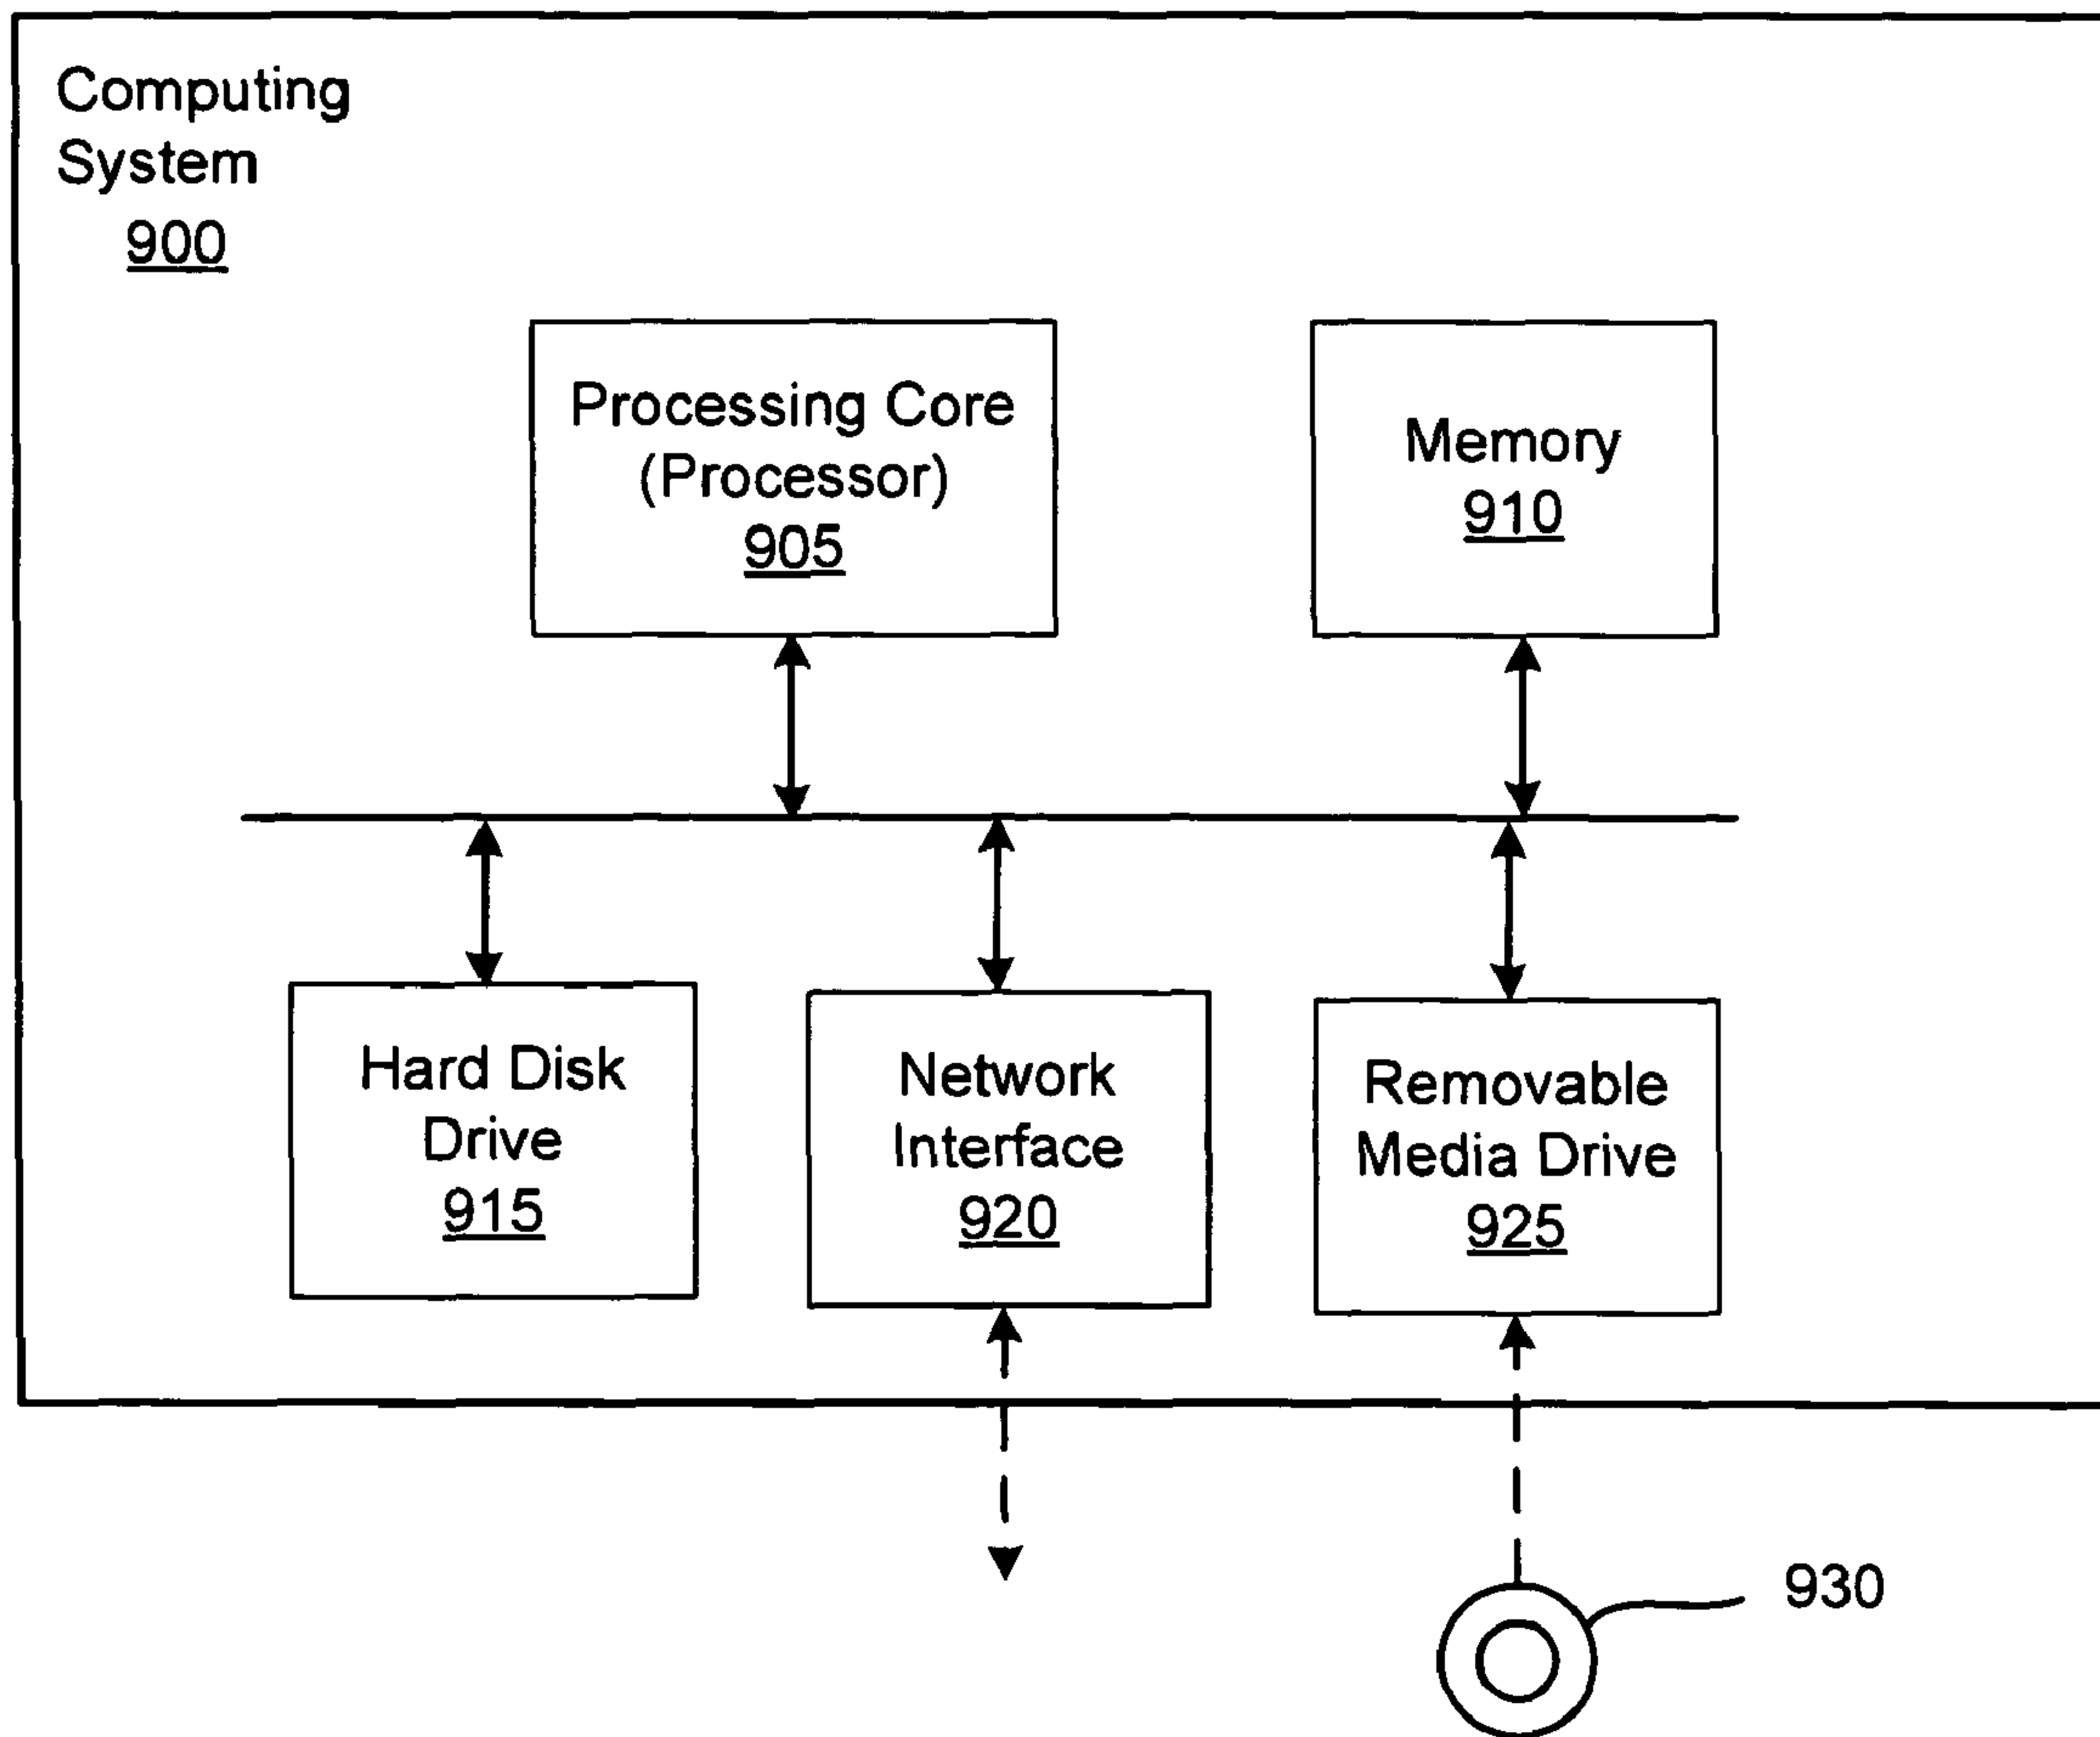 Computing
System
900
Processing Core
(Processor)
905
Memory
910
Hard Disk
Drive
915
Network
Interface
920
Removable
Media Drive
925
930